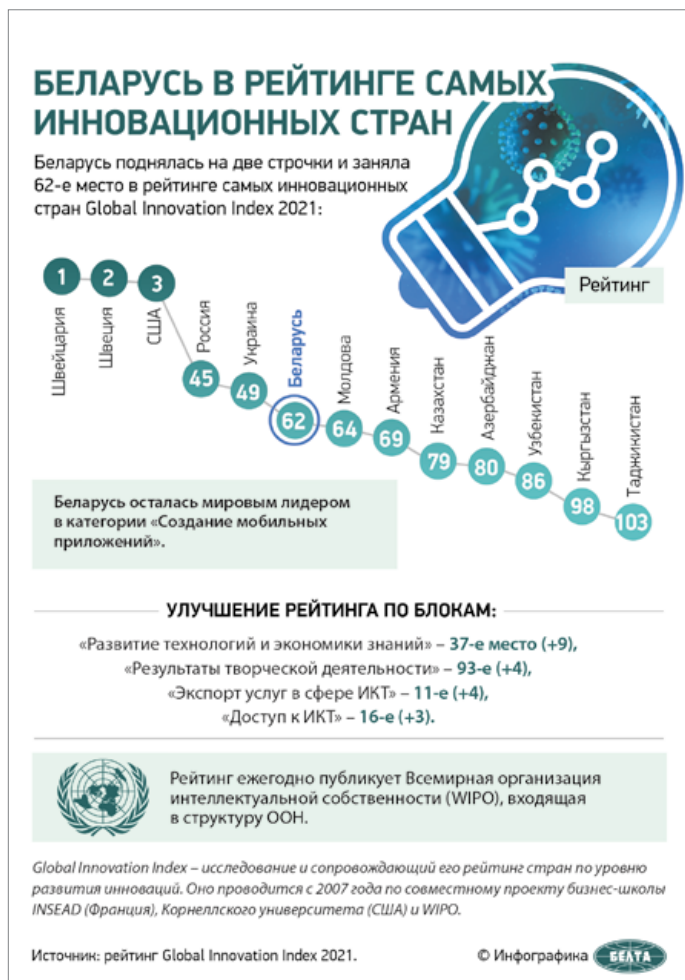 БЕЛАРУСЬ В РЕЙТИНГЕ САМЫХ
ИННОВАЦИОННЫХ СТРАН
Беларусь поднялась на две строчки и заняла
62-е место в рейтинге самых инновационных
стран Global Innovation Index 2021:
Рейтинг
1 Швейцария
2 Швеция
3 США
45 Россия
49 Украина
62 Беларусь
64 Молдова
69 Армения
79 Казахстан
80 Азербайджан
86 Узбекистан
98 Кыргызстан
103 Таджикистан
Беларусь осталась мировым лидером
в категории «Создание мобильных
приложений».
УЛУЧШЕНИЕ РЕЙТИНГА ПО БЛОКАМ:
«Развитие технологий и экономики знаний» – 37-е место (+9),
«Результаты творческой деятельности» – 93-е (+4),
«Экспорт услуг в сфере ИКТ» – 11-е (+4),
«Доступ к ИКТ» – 16-е (+3).
Рейтинг ежегодно публикует Всемирная организация
интеллектуальной собственности (WIPO), входящая
в структуру ООН.
Global Innovation Index – исследование и сопровождающий его рейтинг стран по уровню
развития инноваций. Оно проводится с 2007 года по совместному проекту бизнес-школы
INSEAD (Франция), Корнеллского университета (США) и WIPO.
Источник: рейтинг Global Innovation Index 2021.
© Инфографика БЕЛТА